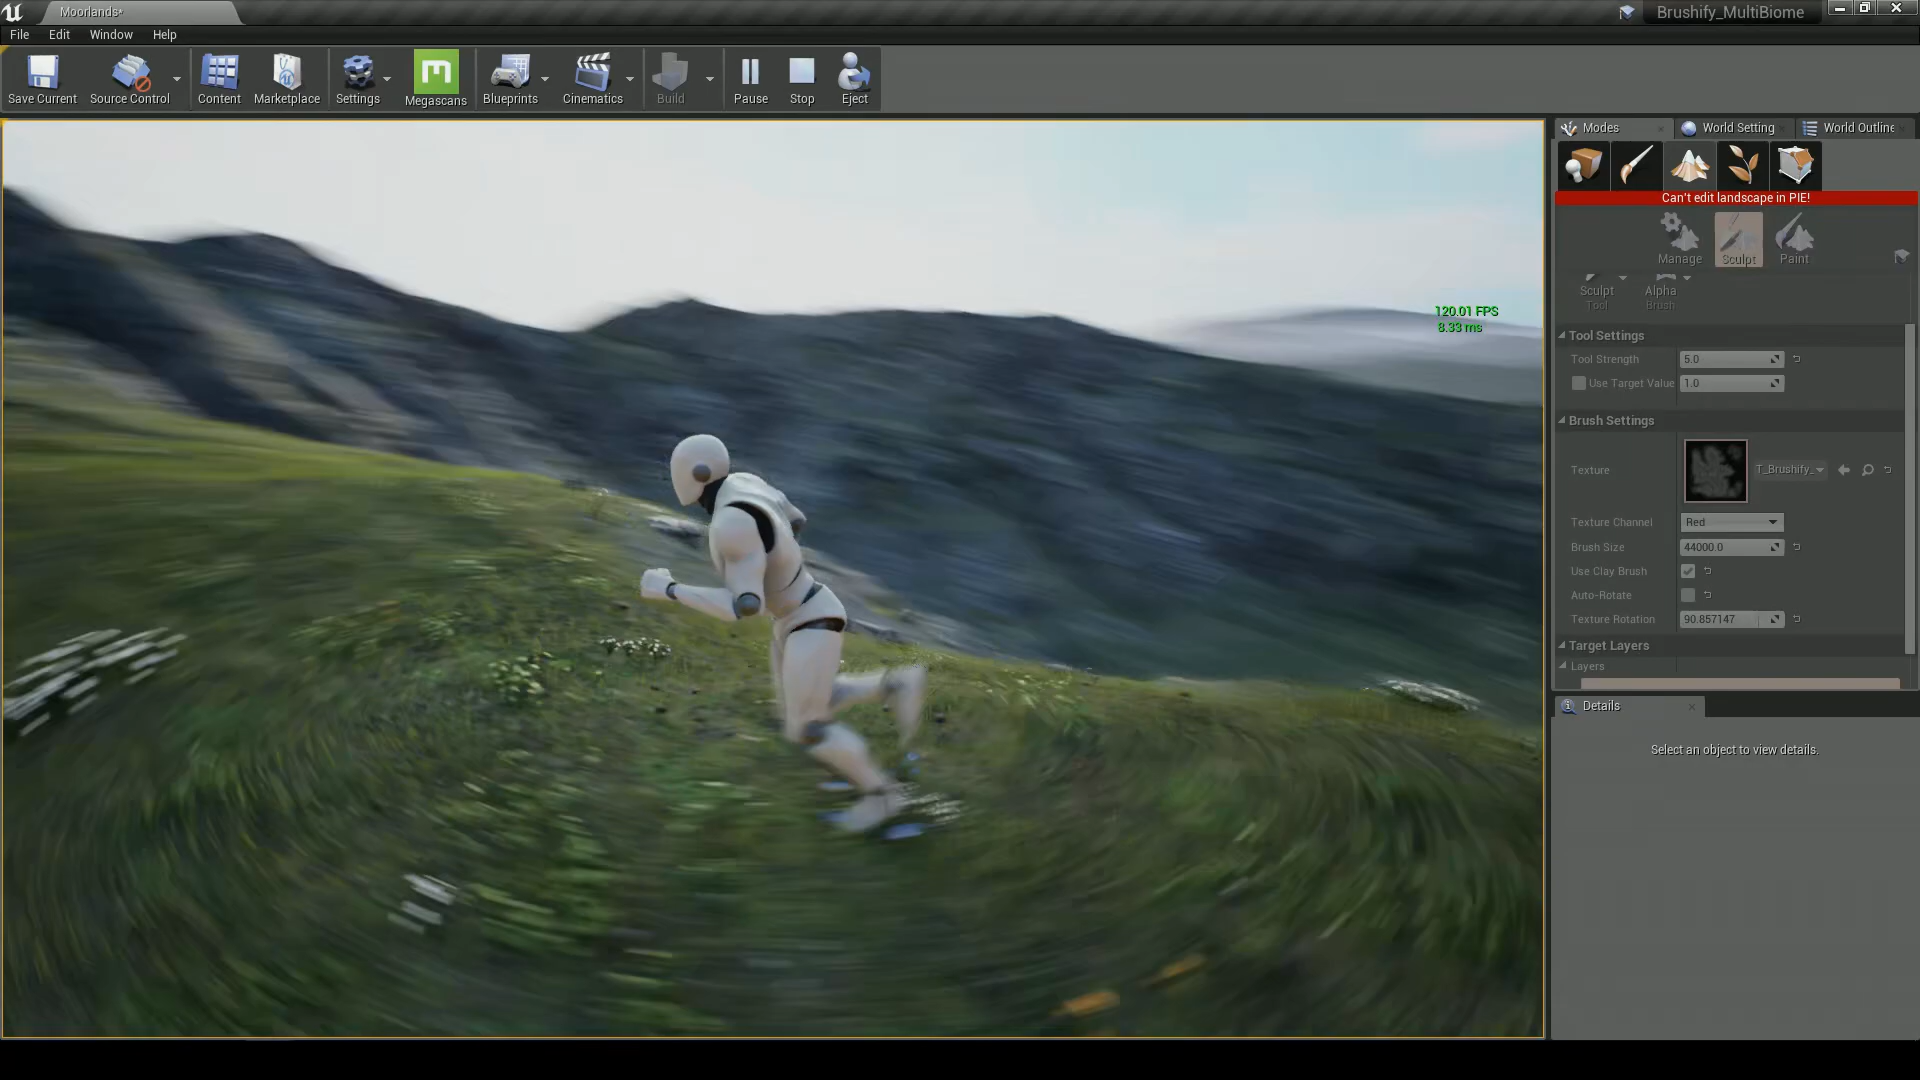 Moorlands*
Brushify_MultiBiome
File Edit Window Help
Save Current Source Control Content Marketplace Settings Megascans Blueprints Cinematics Build Pause Stop Eject
Modes World Setting World Outline
Can't edit landscape in PIE!
Manage Sculpt Paint
Sculpt Alpha
Tool Brush
120.01 FPS
8.33 ms
Tool Settings
Tool Strength 5.0
Use Target Value 1.0
Brush Settings
Texture T_Brushify_
Texture Channel Red
Brush Size 44000.0
Use Clay Brush
Auto-Rotate
Texture Rotation 90.857147
Target Layers
Layers
Details
Select an object to view details.